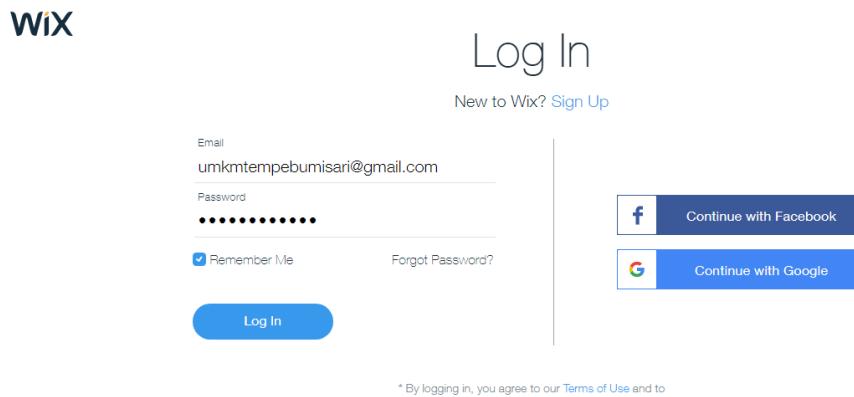 WiX
Log In
New to Wix? Sign Up
Email
umkmtempebumisari@gmail.com
Password
••••••••••••
Remember Me
Forgot Password?
Log In
Continue with Facebook
Continue with Google
* By logging in, you agree to our Terms of Use and to